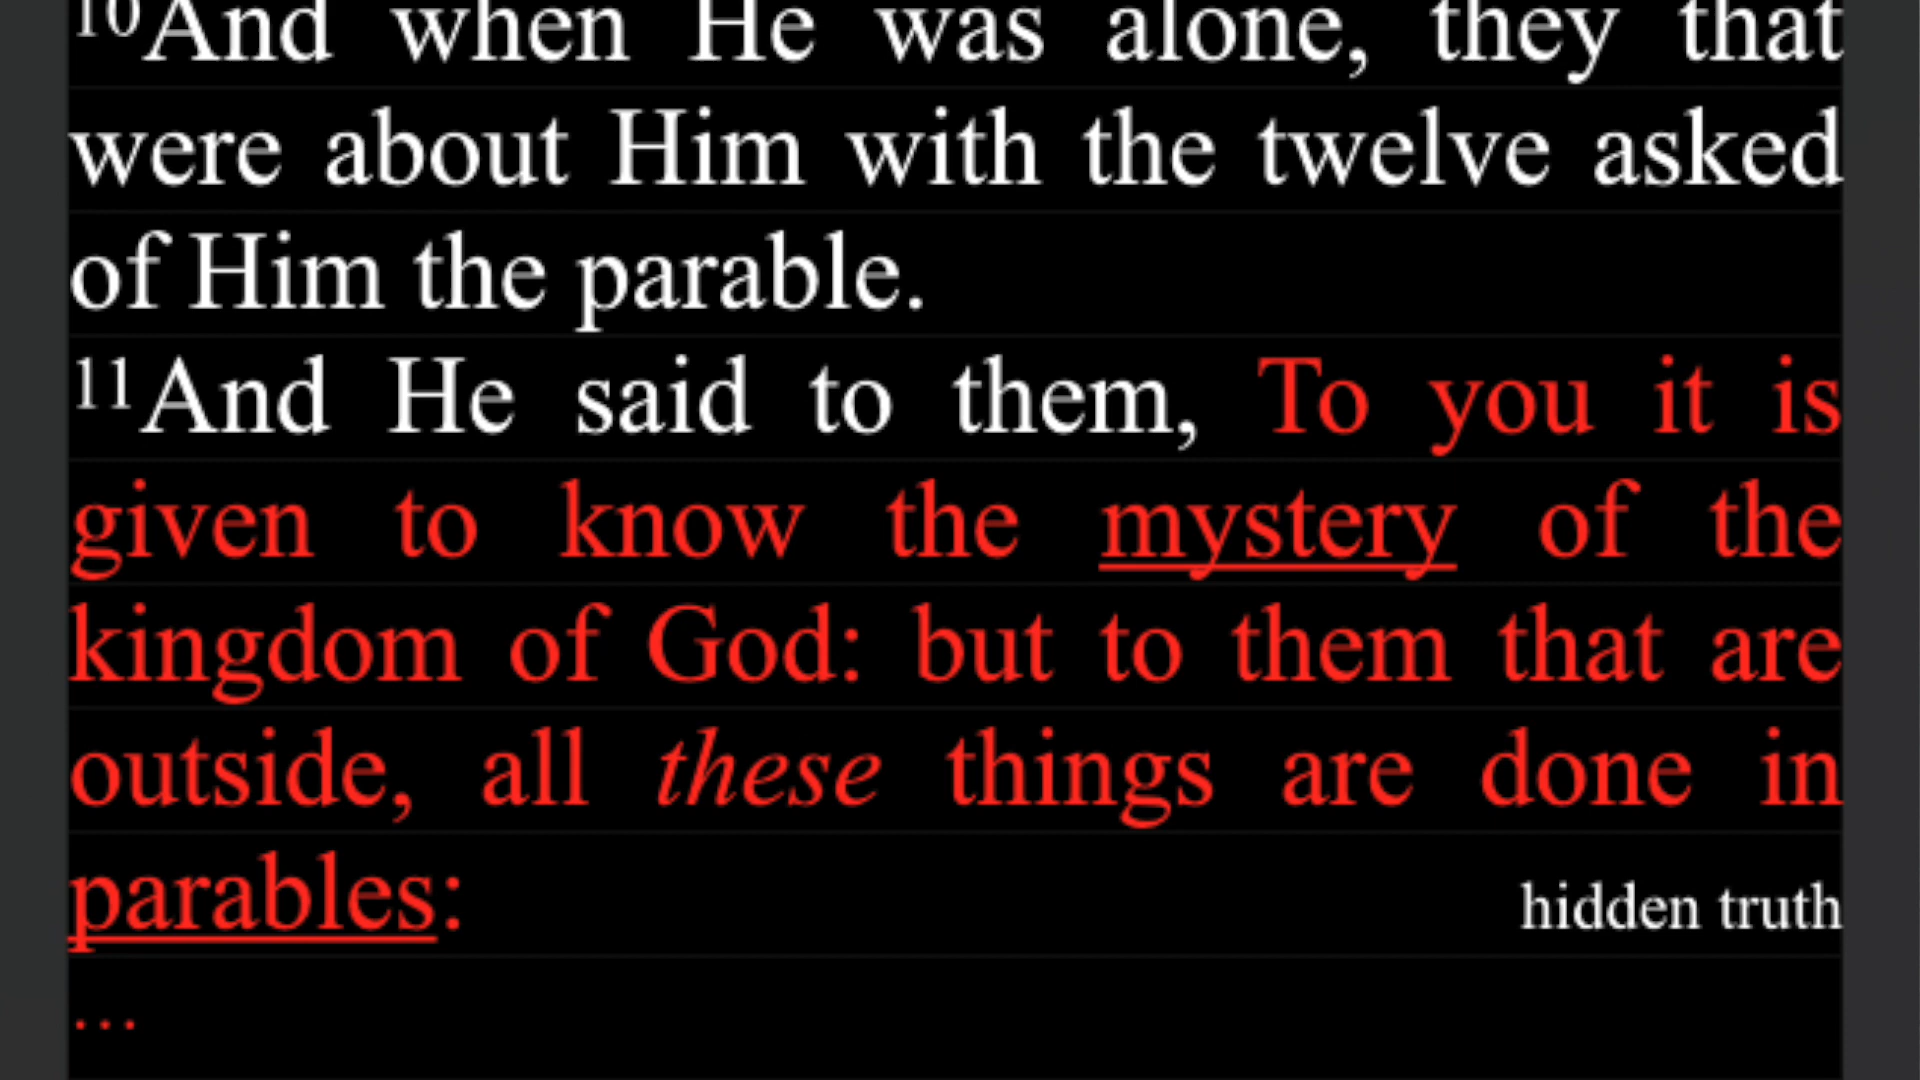 10And when He was alone, they that
were about Him with the twelve asked
of Him the parable.
11And He said to them, To you it is
given to know the mystery of the
kingdom of God: but to them that are
outside, all these things are done in
parables: hidden truth
...